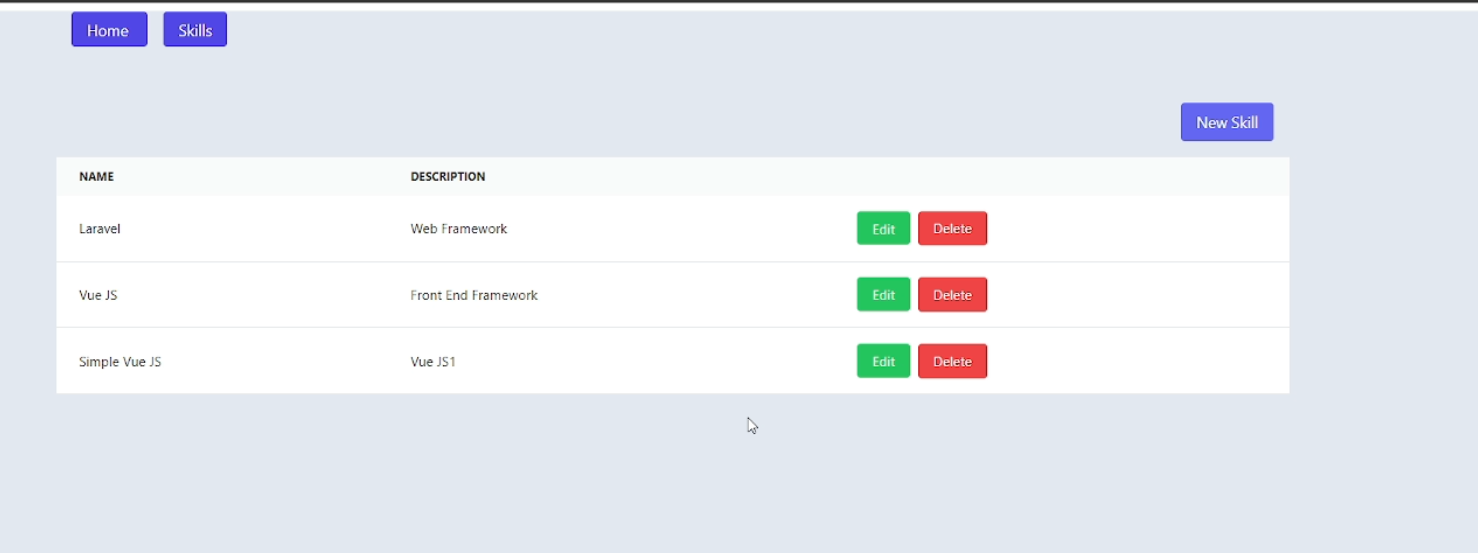 Home Skills
New Skill
NAME DESCRIPTION
Laravel Web Framework Edit Delete
Vue JS Front End Framework Edit Delete
Simple Vue JS Vue JS1 Edit Delete